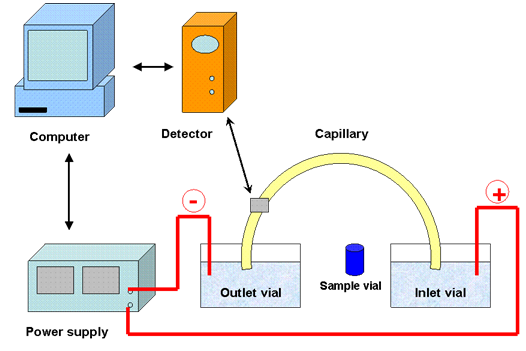 Computer
Detector
Capillary
-
+
Outlet vial
Sample vial
Inlet vial
Power supply